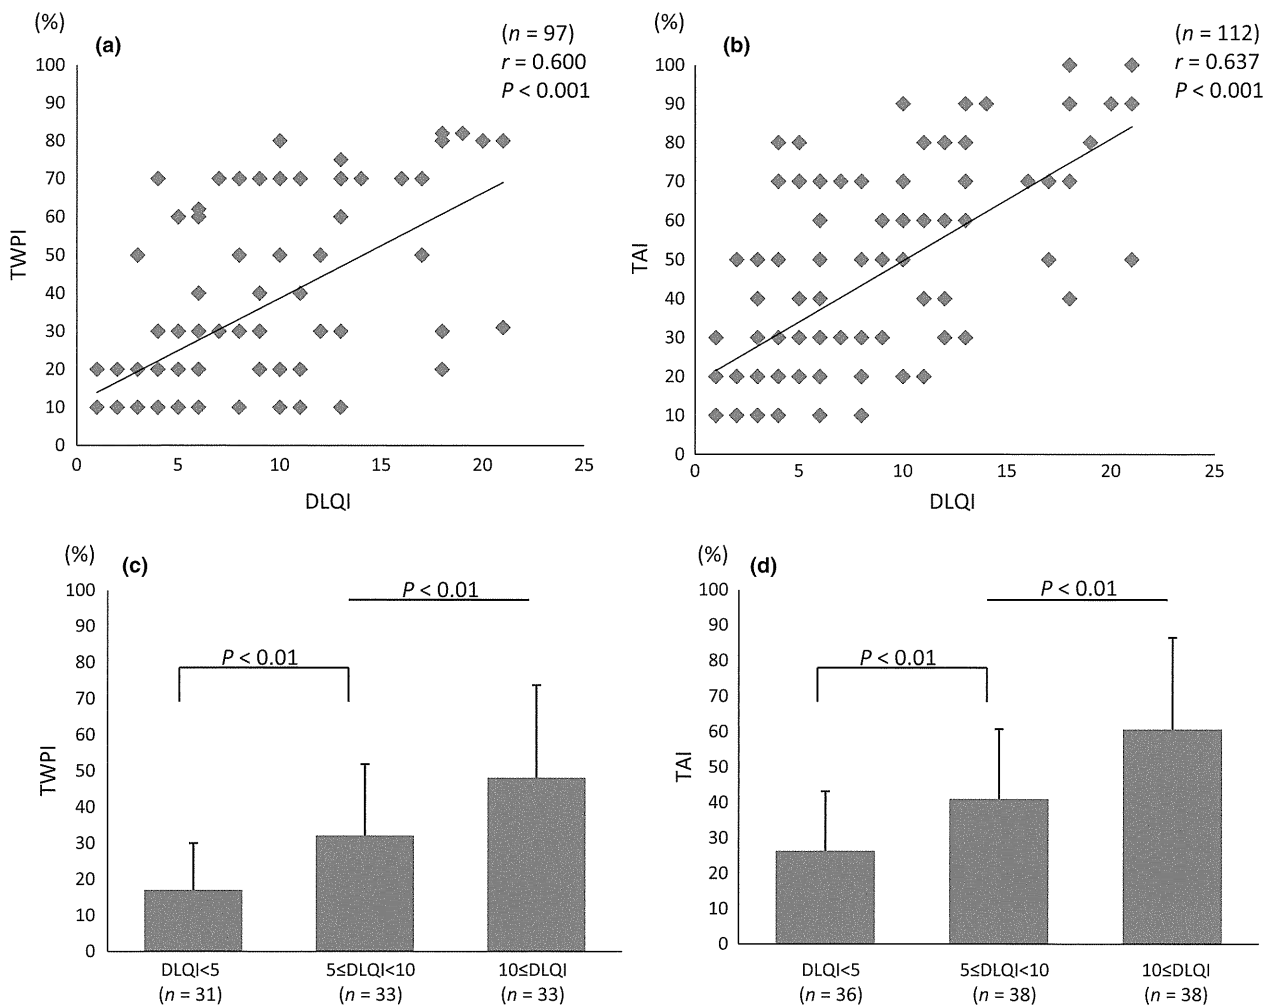 (%)
(a)
(n = 97)
r = 0.600
P < 0.001
100
90
80
70
60
50
40
30
20
10
0
TWPI
0 5 10 15 20 25
DLQI
(%)
(b)
(n = 112)
r = 0.637
P < 0.001
100
90
80
70
60
50
40
30
20
10
0
TAI
0 5 10 15 20 25
DLQI
(%)
(c)
P < 0.01
P < 0.01
100
90
80
70
60
50
40
30
20
10
0
TWPI
DLQI<5 5≤DLQI<10 10≤DLQI
(n = 31) (n = 33) (n = 33)
(%)
(d)
P < 0.01
P < 0.01
100
90
80
70
60
50
40
30
20
10
0
TAI
DLQI<5 5≤DLQI<10 10≤DLQI
(n = 36) (n = 38) (n = 38)